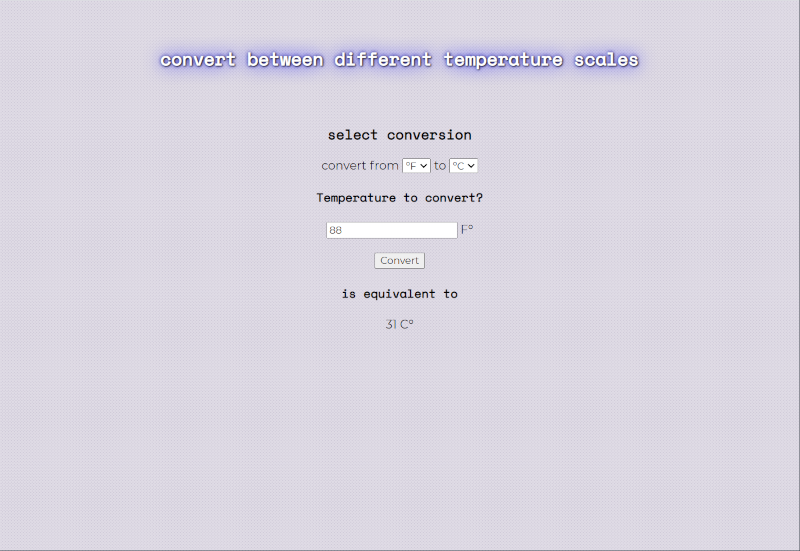 convert between different temperature scales
select conversion
convert from °F to °C
Temperature to convert?
88 F°
Convert
is equivalent to
31 C°